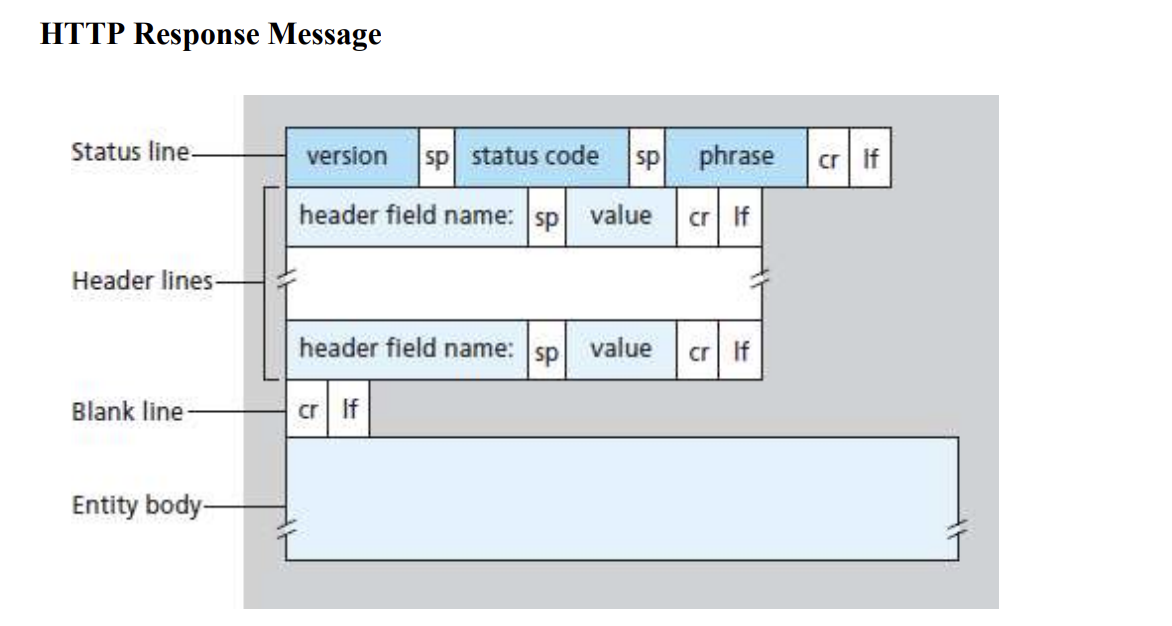 HTTP Response Message
Status line
version sp status code sp phrase cr lf
header field name: sp value cr lf
Header lines
header field name: sp value cr lf
Blank line
cr lf
Entity body